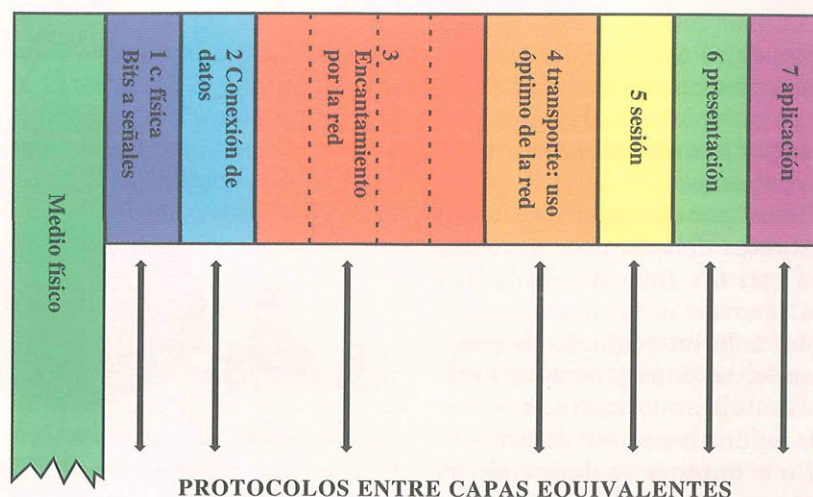 Medio físico
1 c. física
Bits a señales
2 Conexión de
datos
3
Encantamiento
por la red
4 transporte: uso
óptimo de la red
5 sesión
6 presentación
7 aplicación
PROTOCOLOS ENTRE CAPAS EQUIVALENTES